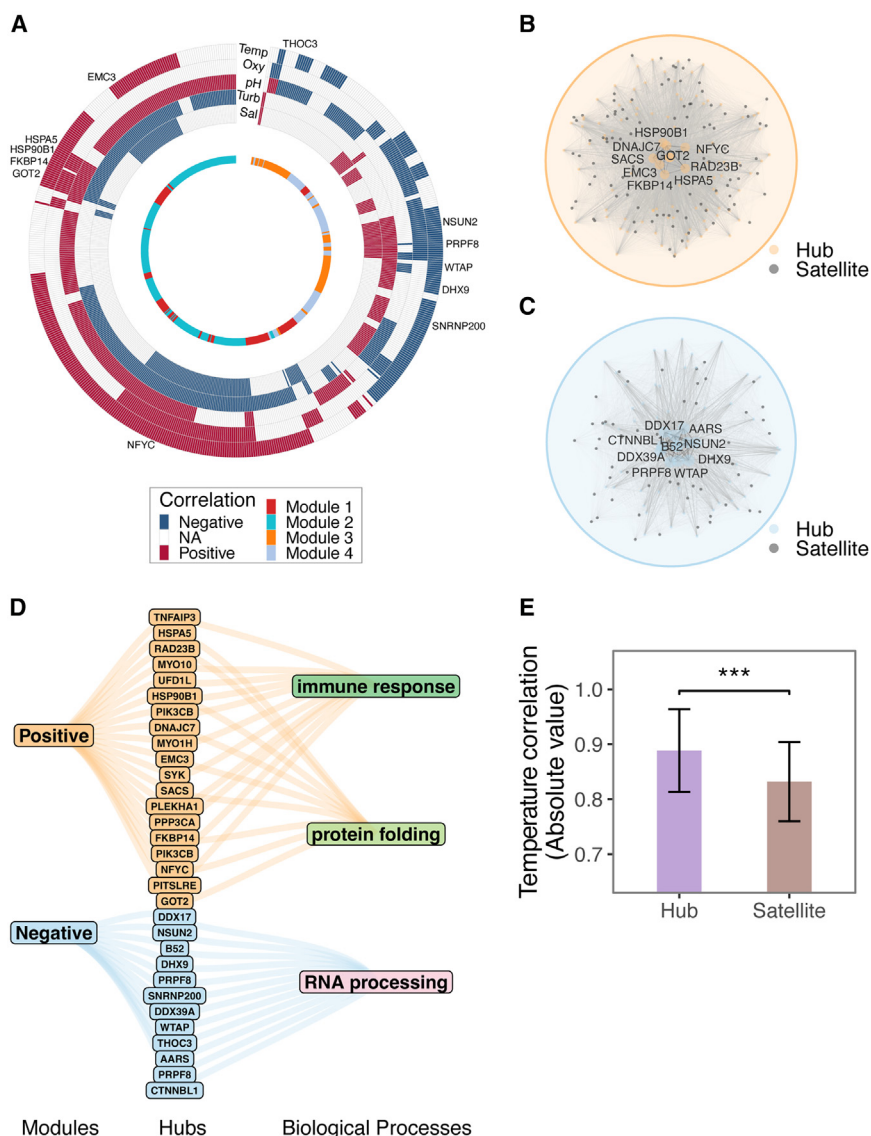 A
Temp
Oxy
pH
Turb
Sal
THOC3
EMC3
HSPA5
HSP90B1
FKBP14
GOT2
NSUN2
PRPF8
WTAP
DHX9
SNRNP200
NFYC
Correlation
Negative
NA
Positive
Module 1
Module 2
Module 3
Module 4
B
HSP90B1
DNAJC7
GOT2
NFYC
SACS
RAD23B
EMC3
HSPA5
FKBP14
Hub
Satellite
C
DDX17
AARS
CTNNBL1
B52
NSUN2
DDX39A
DHX9
PRPF8
WTAP
Hub
Satellite
D
Positive
Negative
TNFAIP3
HSPA5
RAD23B
MYO10
UFD1L
HSP90B1
PIK3CB
DNAJC7
MYO1H
EMC3
SYK
SACS
PLEKHA1
PPP3CA
FKBP14
PIK3CB
NFYC
PITSLRE
GOT2
DDX17
NSUN2
B52
DHX9
PRPF8
SNRNP200
DDX39A
WTAP
THOC3
AARS
PRPF8
CTNNBL1
immune response
protein folding
RNA processing
Modules
Hubs
Biological Processes
E
Temperature correlation
(Absolute value)
1.0
0.9
0.8
0.7
***
Hub
Satellite